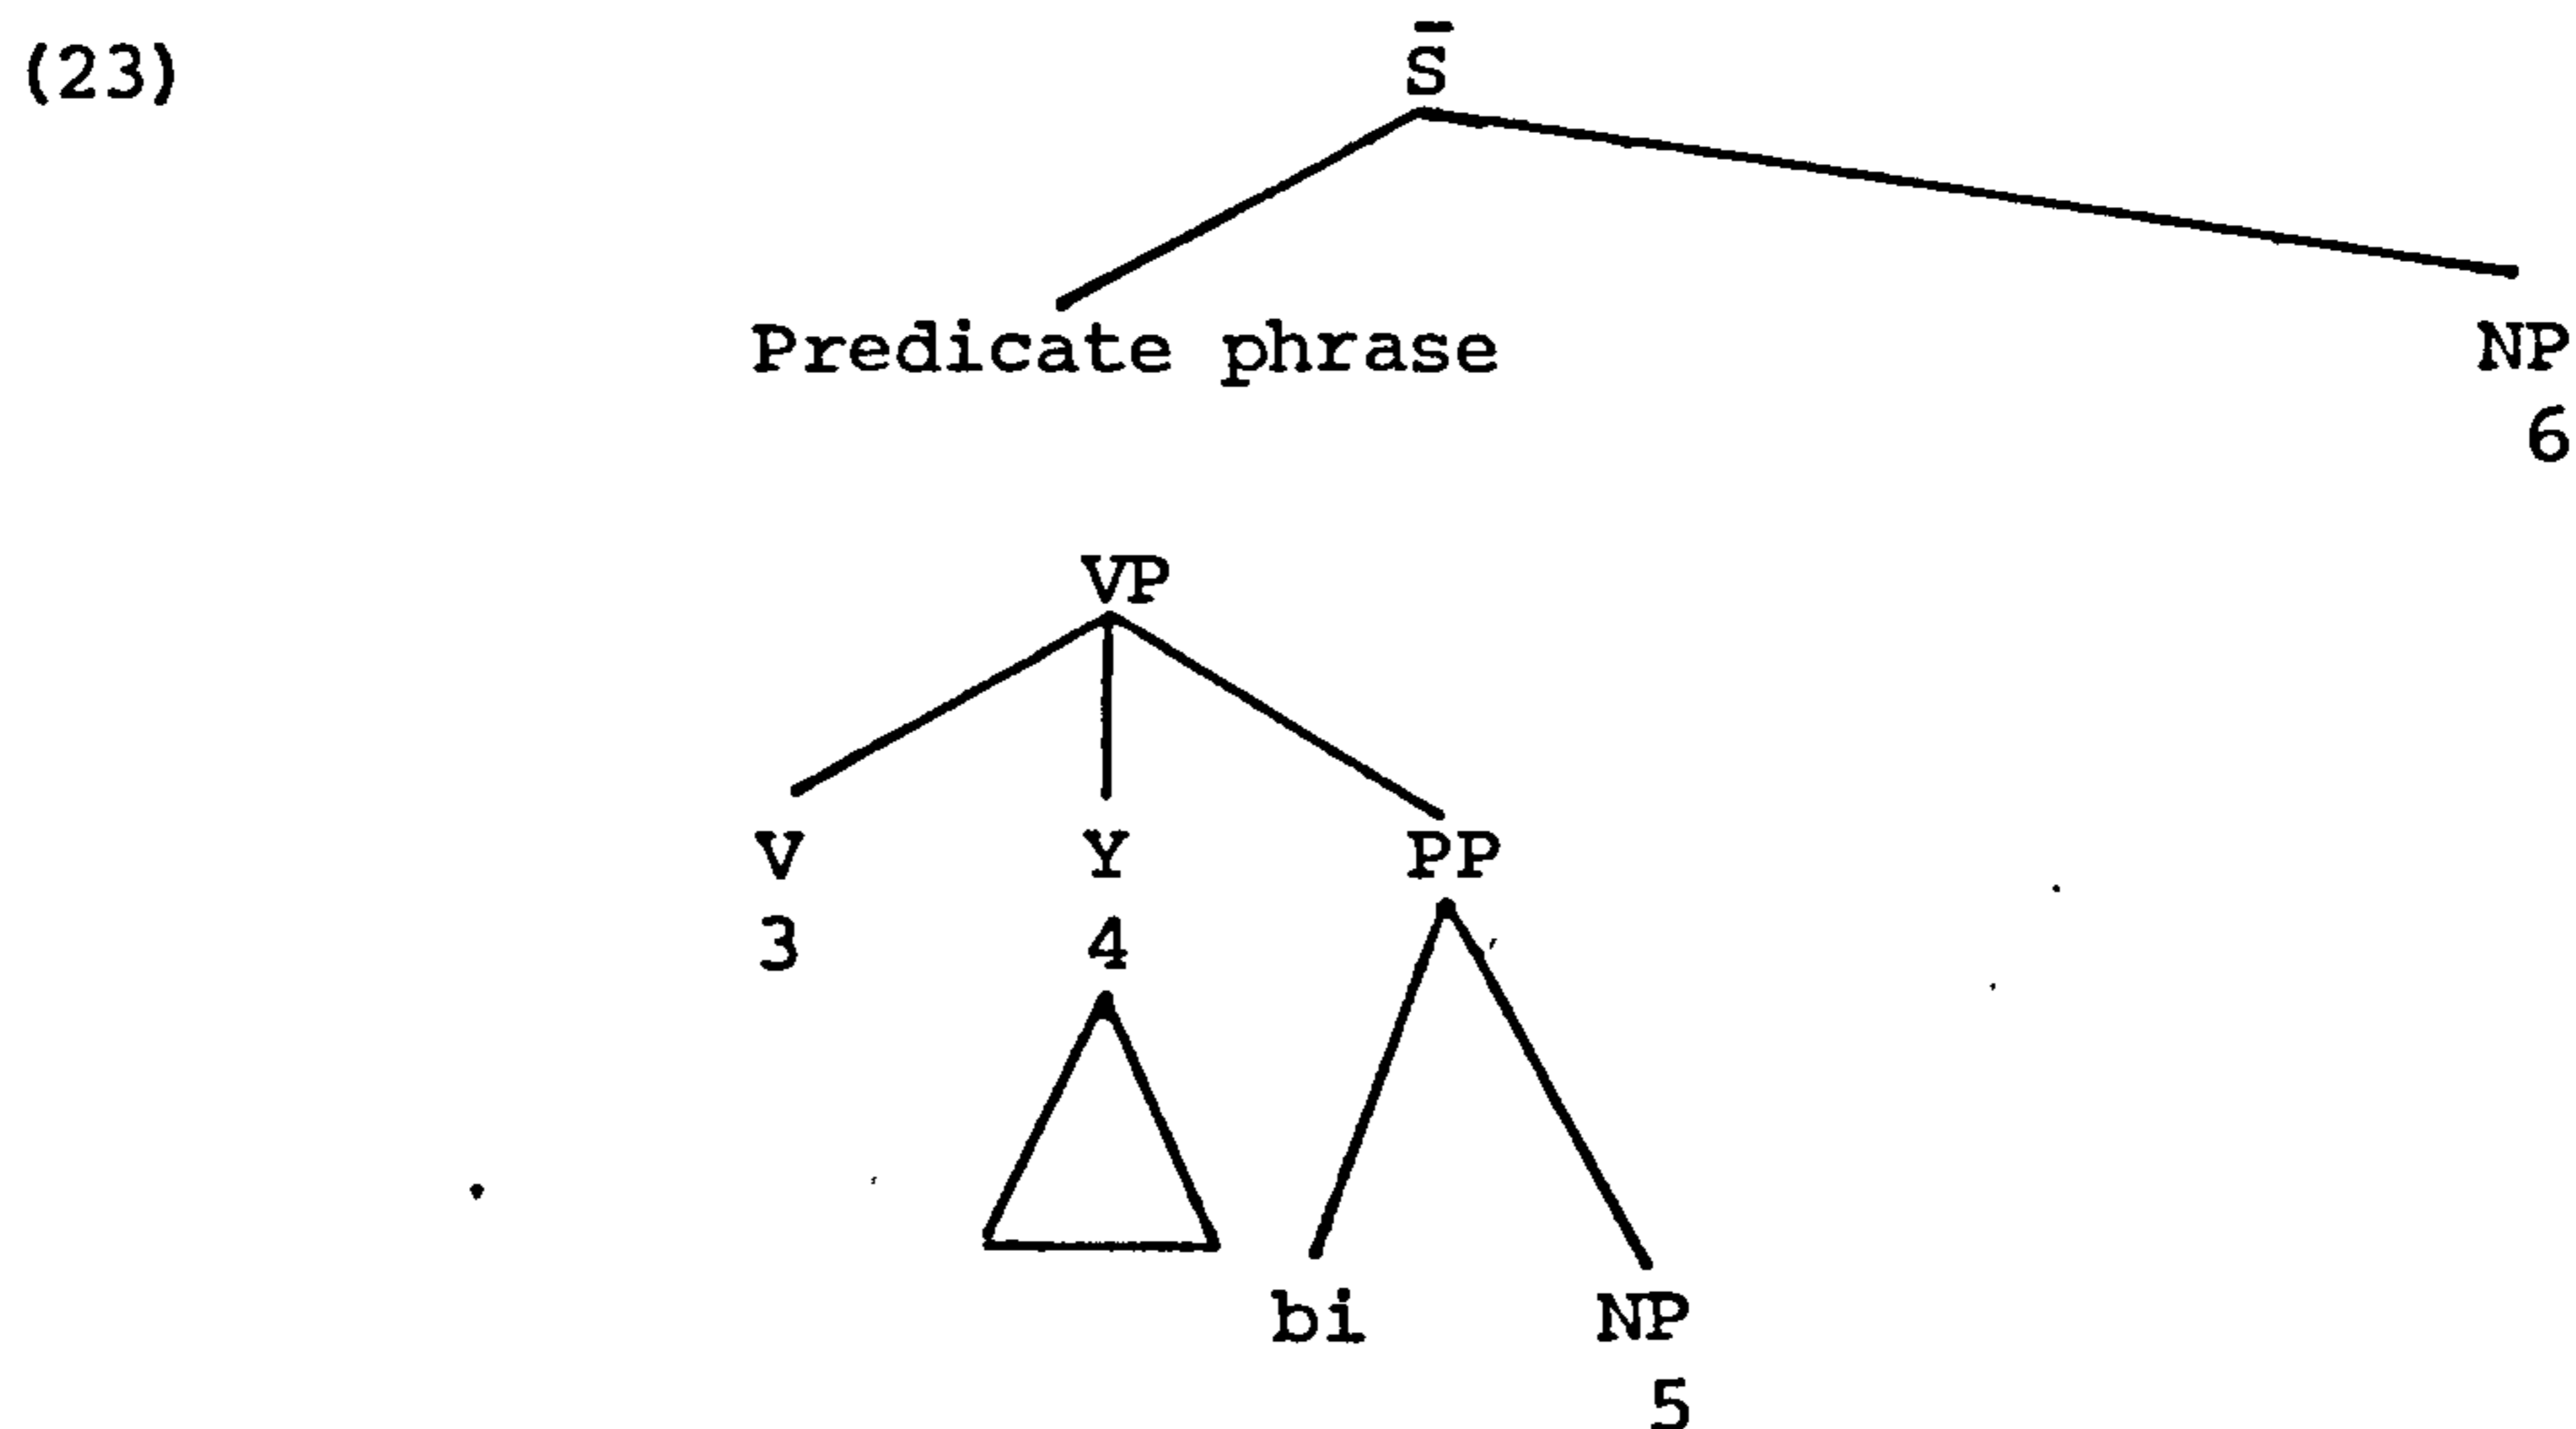 (23) S̄
Predicate phrase NP
6
VP
V Y PP
3 4
bi NP
5